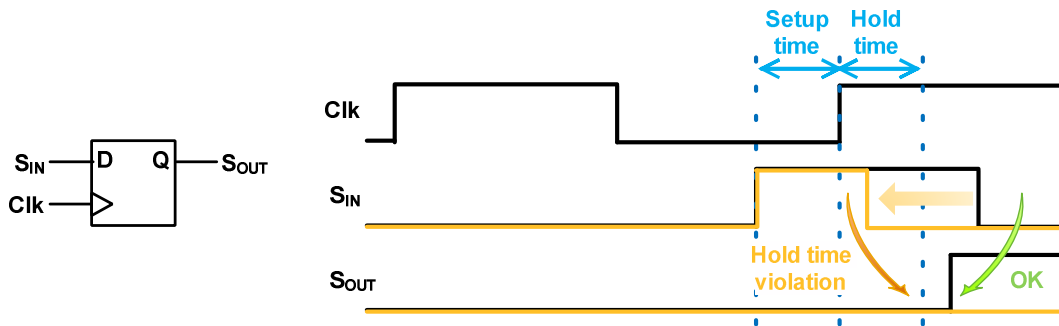 Setup time
Hold time
Clk
S_IN
D
Q
S_OUT
Clk
S_IN
Hold time violation
S_OUT
OK